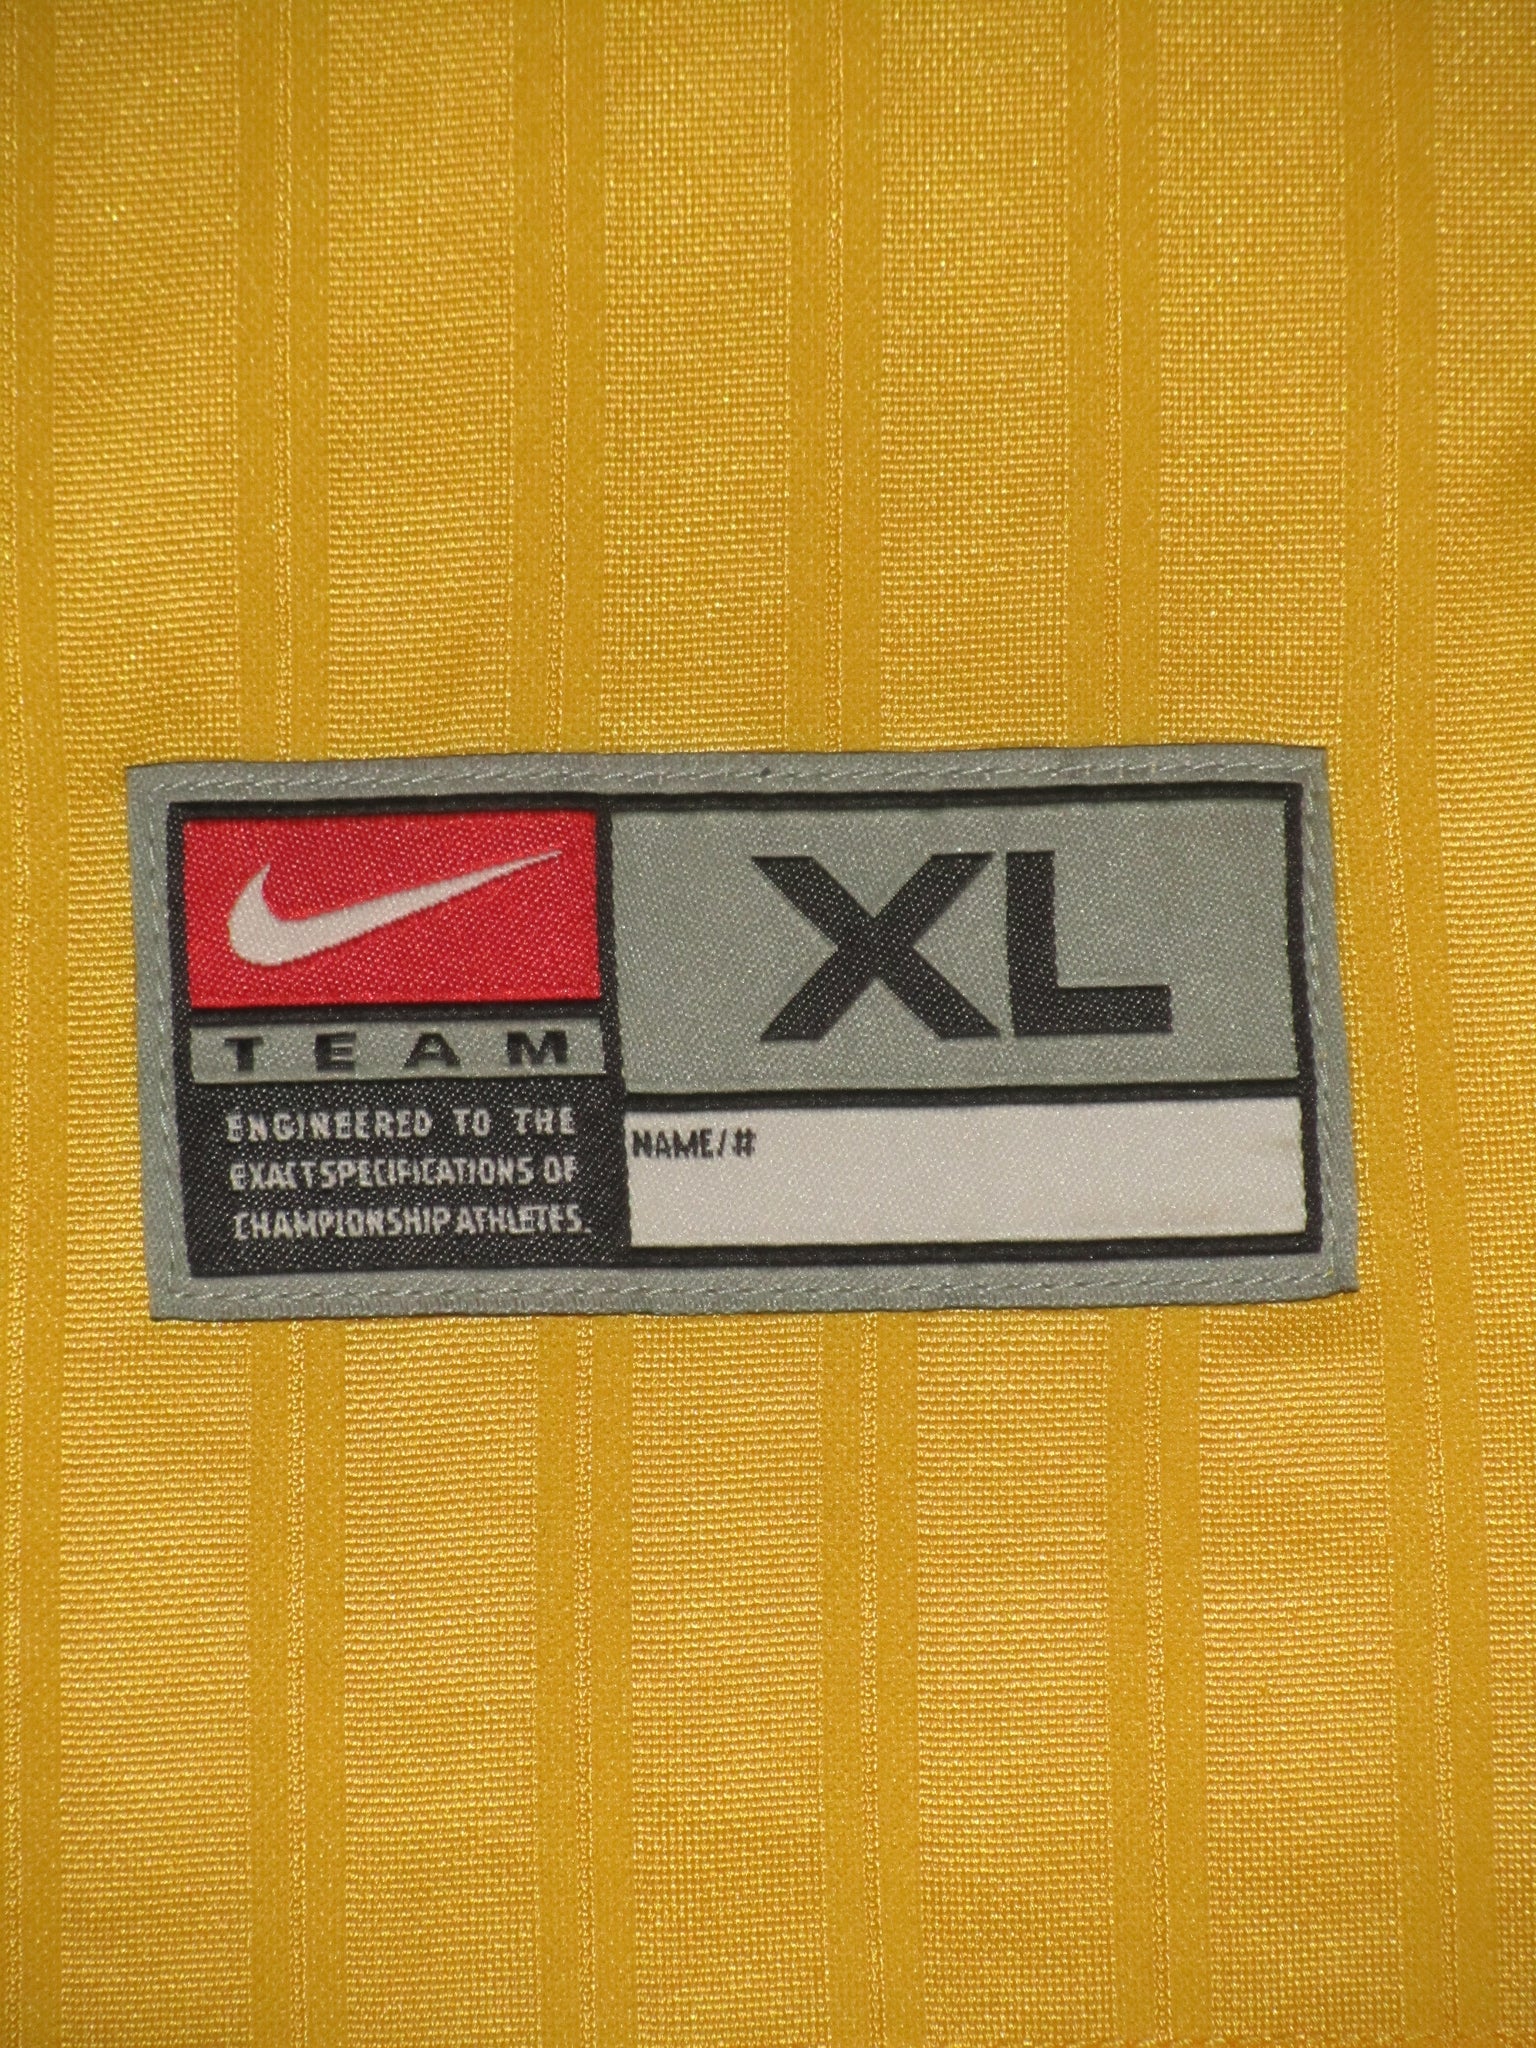 TEAM
ENGINEERED TO THE
EXACT SPECIFICATIONS OF
CHAMPIONSHIP ATHLETES.
XL
NAME/#